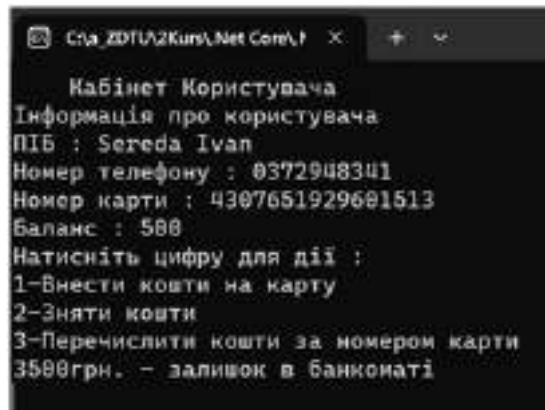 C:\a_ZDTU\2Kurs\.Net Core\.
Кабінет Користувача
Інформація про користувача
ПІБ : Sereda Ivan
Номер телефону : 0372948341
Номер карти : 4307651929601513
Баланс : 500
Натисніть цифру для дії :
1-Внести кошти на карту
2-Зняти кошти
3-Перечислити кошти за номером карти
3500грн. - залишок в банкоматі